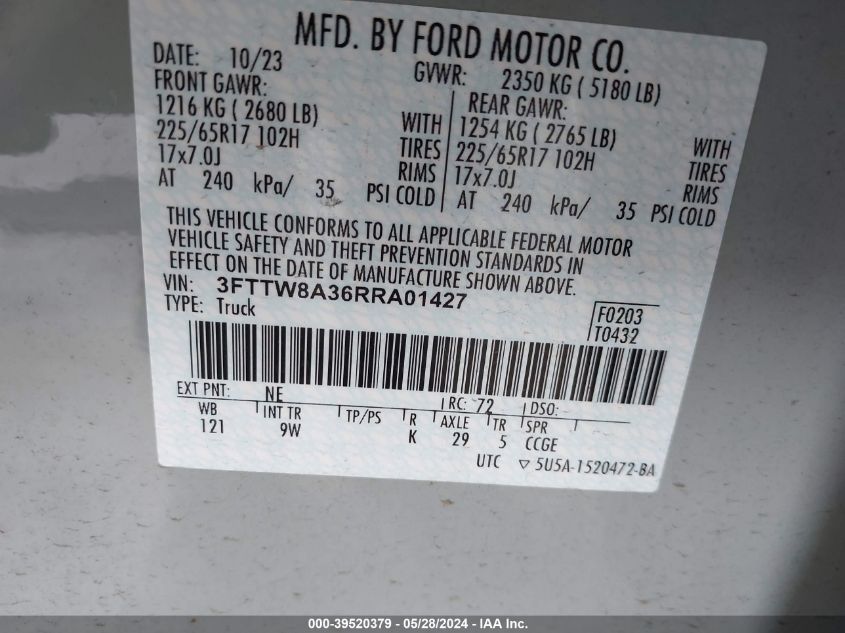 MFD. BY FORD MOTOR CO.
DATE: 10/23
GVWR: 2350 KG ( 5180 LB)
FRONT GAWR:
1216 KG ( 2680 LB)
225/65R17 102H
17x7.0J
AT 240 kPa/ 35
WITH
TIRES
RIMS
PSI COLD
REAR GAWR:
1254 KG ( 2765 LB)
225/65R17 102H
17x7.0J
AT 240 kPa/ 35
WITH
TIRES
RIMS
PSI COLD
THIS VEHICLE CONFORMS TO ALL APPLICABLE FEDERAL MOTOR
VEHICLE SAFETY AND THEFT PREVENTION STANDARDS IN
EFFECT ON THE DATE OF MANUFACTURE SHOWN ABOVE.
VIN: 3FTTW8A36RRA01427
TYPE: Truck
F0203
T0432
EXT PNT: NE RC: 72 DSO:
WB INT TR TP/PS R AXLE TR SPR
121 9W K 29 5 CCGE
UTC ▽ 5U5A-1520472-BA
000-39520379 / 05/28/2024 - IAA Inc.